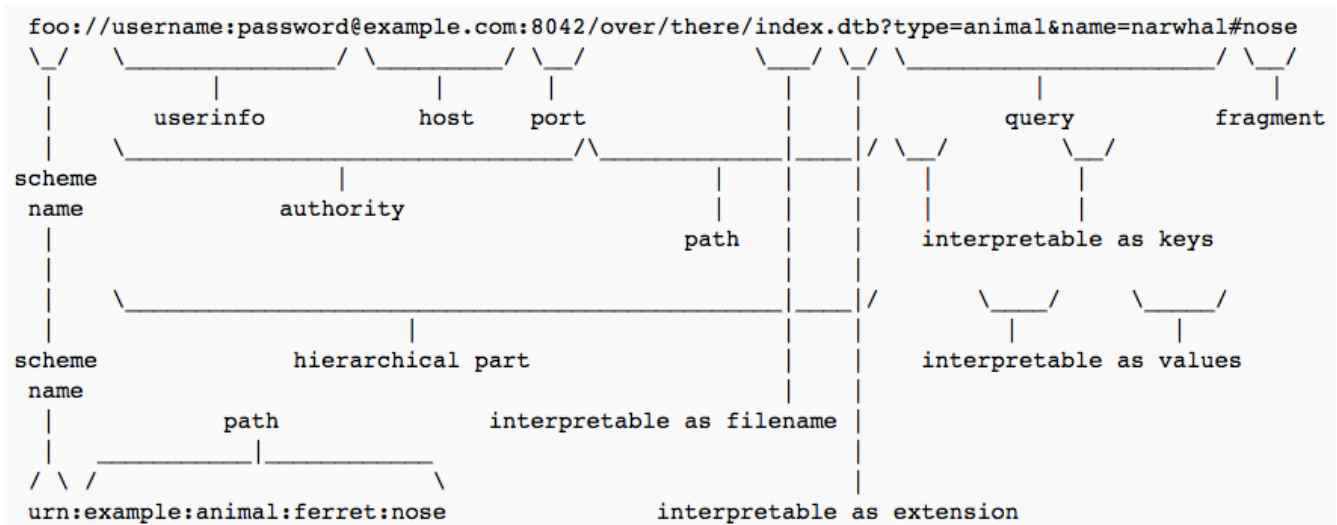 foo://username:password@example.com:8042/over/there/index.dtb?type=animal&name=narwhal#nose
userinfo host port query fragment
scheme
name authority
path interpretable as keys
scheme hierarchical part interpretable as values
name
path interpretable as filename
urn:example:animal:ferret:nose interpretable as extension